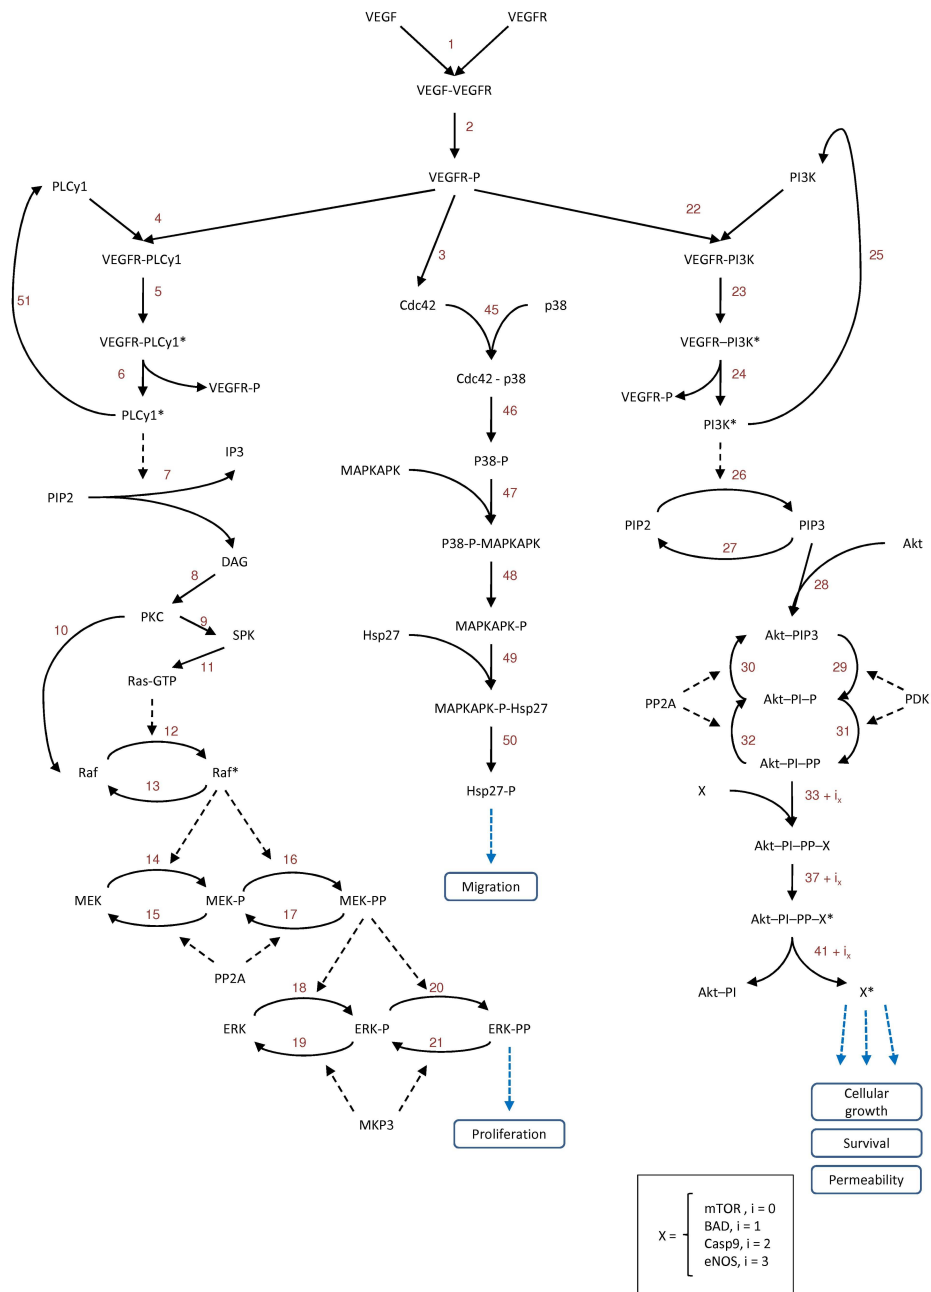 VEGF
VEGFR
1
VEGF-VEGFR
2
PLCy1
VEGFR-P
PI3K
4
22
3
25
VEGFR-PLCy1
VEGFR-PI3K
51
5
23
Cdc42
45
p38
VEGFR-PLCy1*
VEGFR–PI3K*
6
24
Cdc42 - p38
VEGFR-P
VEGFR-P
46
PLCy1*
PI3K*
IP3
P38-P
7
MAPKAPK
26
47
PIP2
PIP2
PIP3
27
P38-P-MAPKAPK
Akt
DAG
8
48
28
PKC
9
10
MAPKAPK-P
SPK
Hsp27
Akt–PIP3
11
49
30
29
Ras-GTP
PP2A
Akt–PI–P
PDK
MAPKAPK-P-Hsp27
12
32
31
50
Raf
Raf*
Akt–PI–PP
13
Hsp27-P
X
33 + ix
14
16
Akt–PI–PP–X
Migration
37 + ix
MEK
MEK-P
MEK-PP
15
17
Akt–PI–PP–X*
41 + ix
PP2A
18
20
Akt–PI
X*
ERK
ERK-P
ERK-PP
19
21
Cellular
growth
MKP3
Proliferation
Survival
Permeability
X =
mTOR , i = 0
BAD, i = 1
Casp9, i = 2
eNOS, i = 3